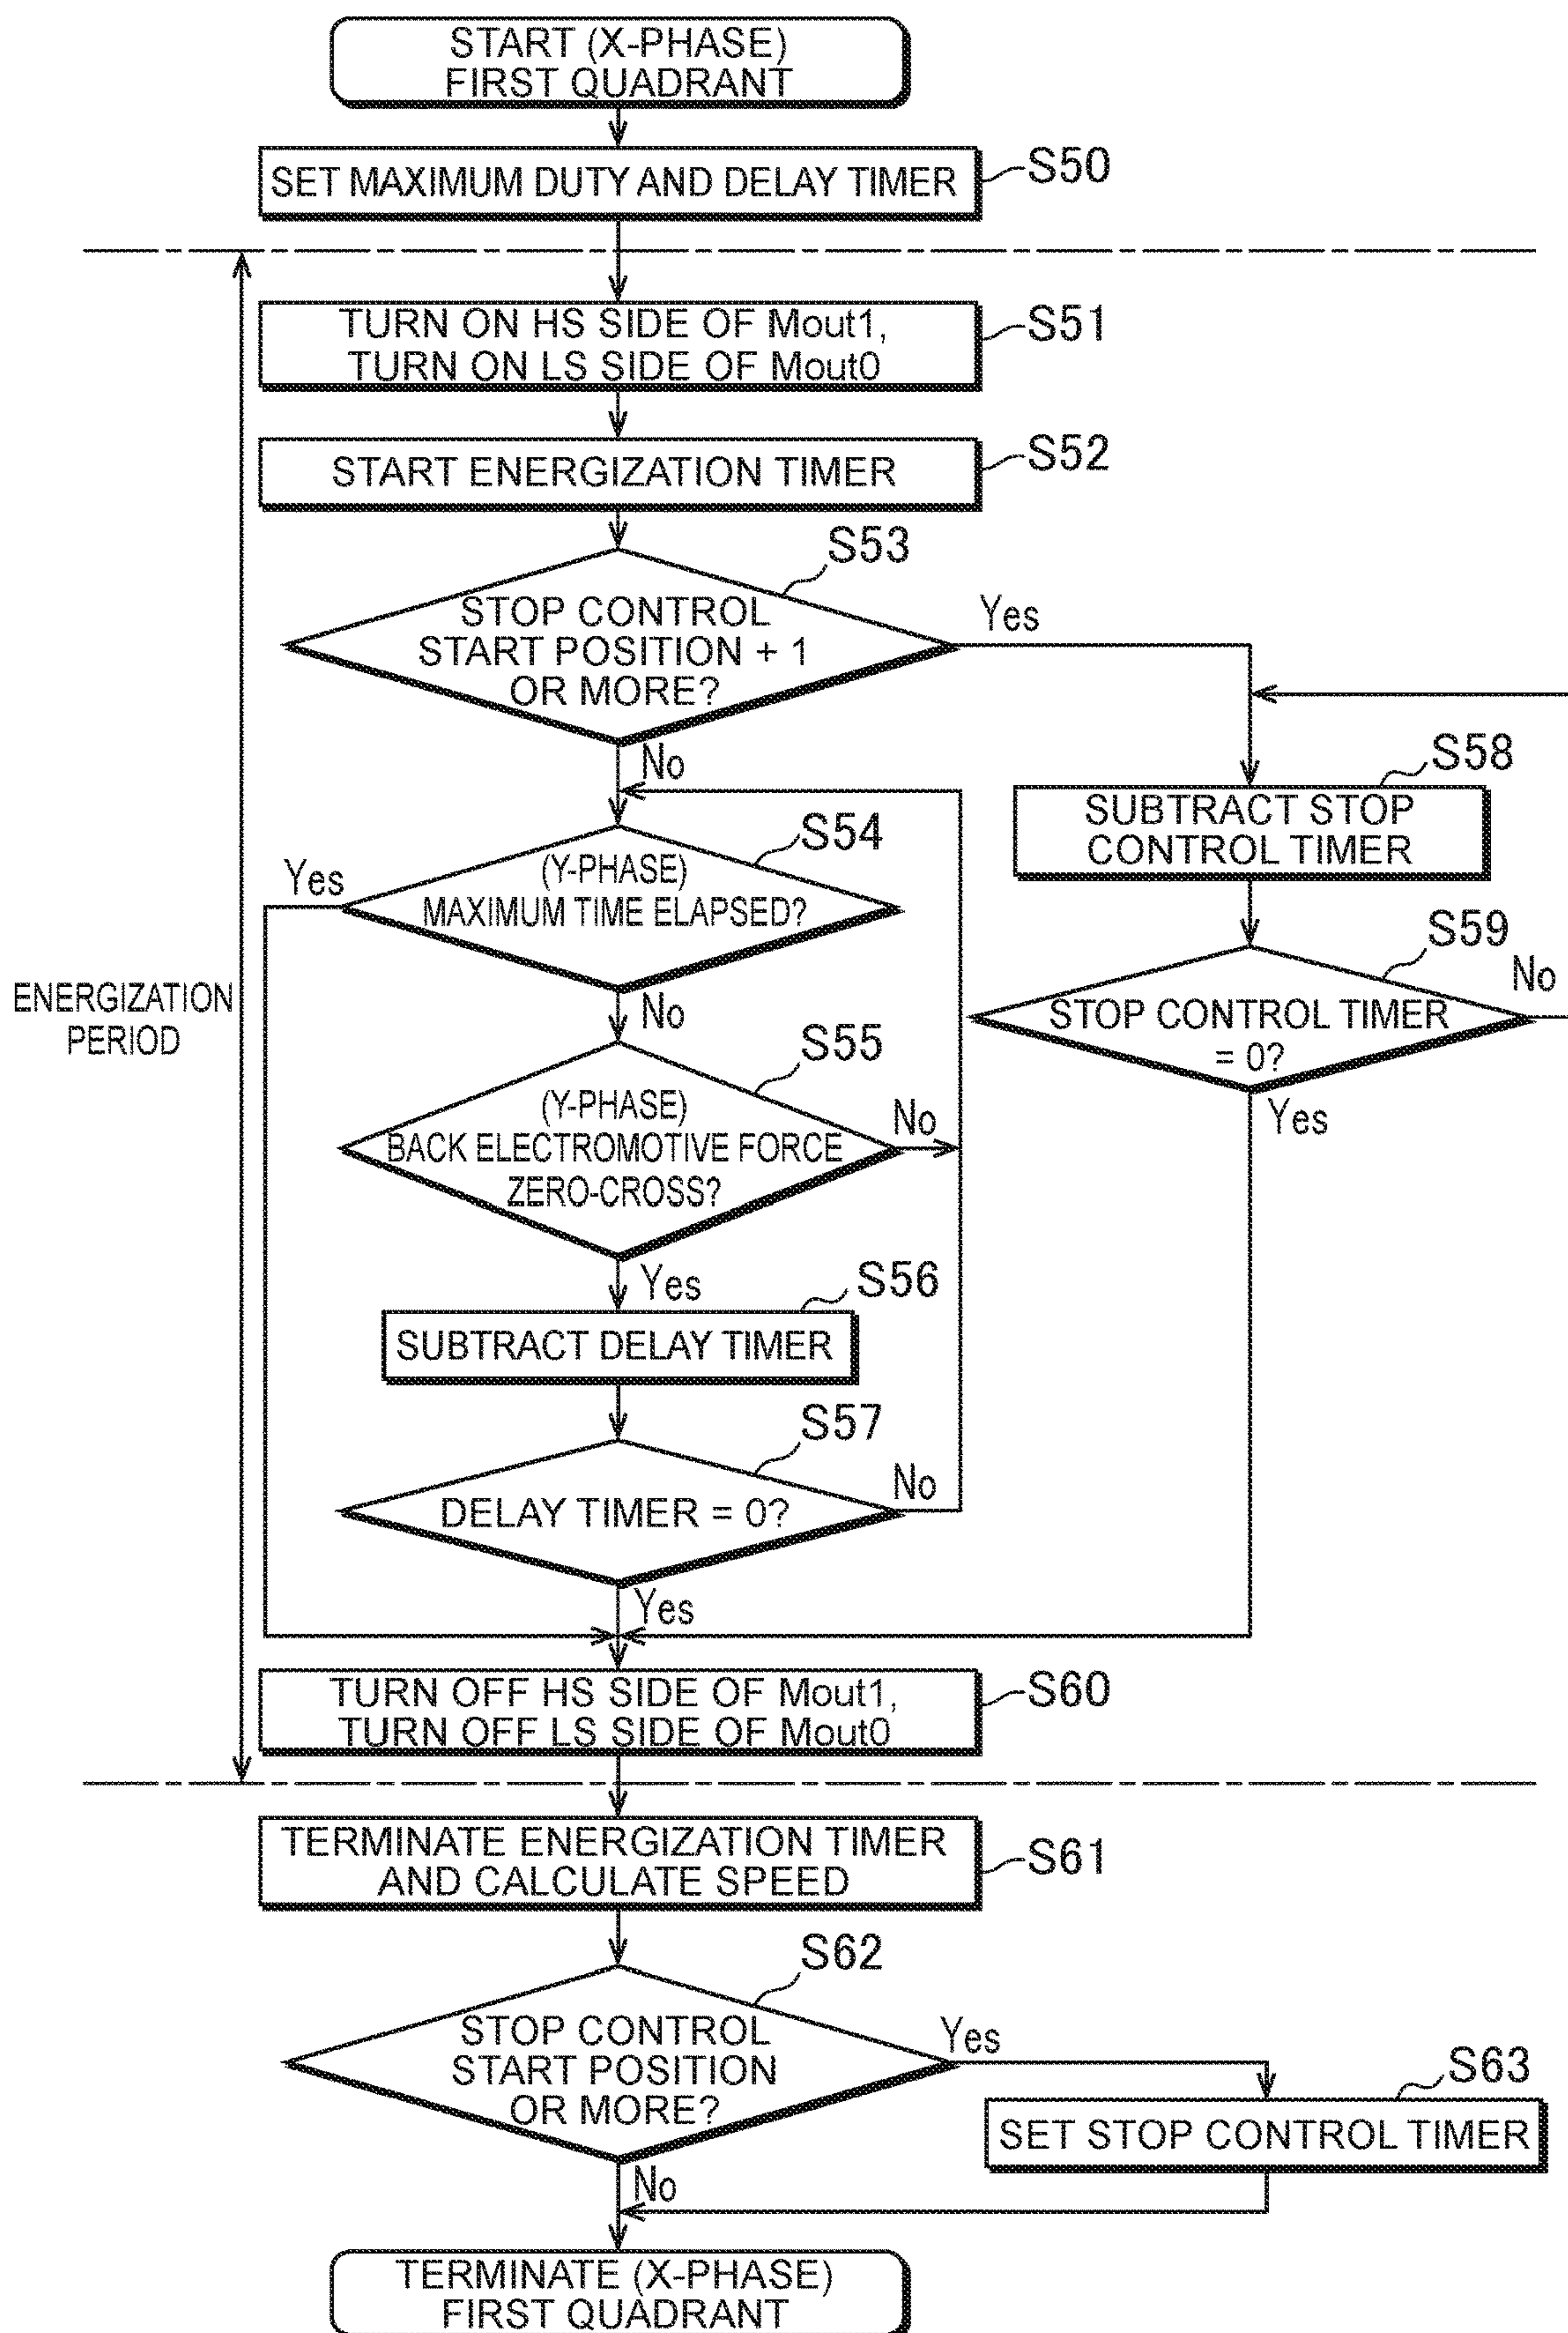 START (X-PHASE)
FIRST QUADRANT
SET MAXIMUM DUTY AND DELAY TIMER
S50
TURN ON HS SIDE OF Mout1,
TURN ON LS SIDE OF Mout0
S51
START ENERGIZATION TIMER
S52
S53
STOP CONTROL
START POSITION + 1
OR MORE?
Yes
No
S58
SUBTRACT STOP
CONTROL TIMER
S54
Yes
(Y-PHASE)
MAXIMUM TIME ELAPSED?
No
S59
STOP CONTROL TIMER
= 0?
No
Yes
ENERGIZATION
PERIOD
S55
(Y-PHASE)
BACK ELECTROMOTIVE FORCE
ZERO-CROSS?
No
Yes
S56
SUBTRACT DELAY TIMER
S57
DELAY TIMER = 0?
No
Yes
TURN OFF HS SIDE OF Mout1,
TURN OFF LS SIDE OF Mout0
S60
TERMINATE ENERGIZATION TIMER
AND CALCULATE SPEED
S61
S62
STOP CONTROL
START POSITION
OR MORE?
Yes
No
S63
SET STOP CONTROL TIMER
TERMINATE (X-PHASE)
FIRST QUADRANT